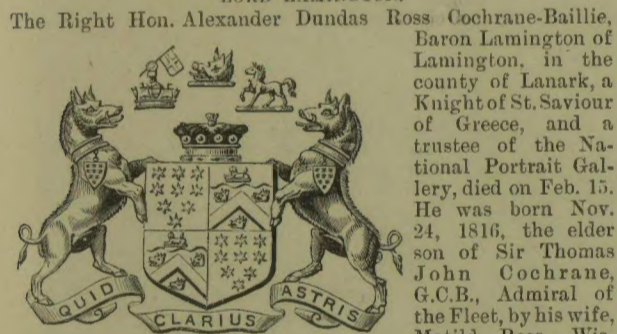 The Right Hon. Alexander Dundas Ross Cochrane-Baillie,
Baron Lamington of
Lamington, in the
county of Lanark, a
Knight of St. Saviour
of Greece, and a
trustee of the Na-
tional Portrait Gal-
lery, died on Feb. 15.
He was born Nov.
24, 1816, the elder
son of Sir Thomas
John Cochrane,
G.C.B., Admiral of
the Fleet, by his wife,
QUID
CLARIUS
ASTRIS